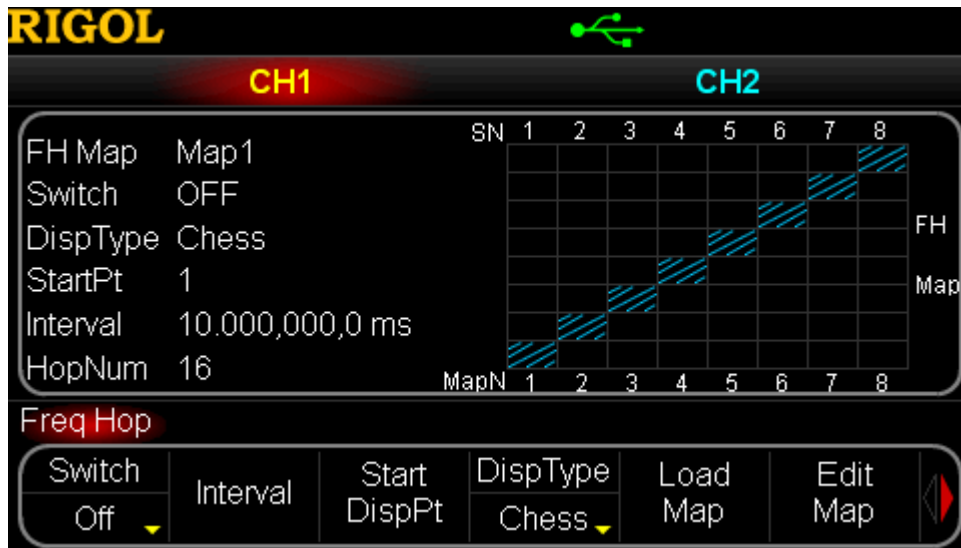 RIGOL
CH1 CH2
SN 1 2 3 4 5 6 7 8
FH Map Map1
Switch OFF
DispType Chess
FH
StartPt 1
Map
Interval 10.000,000,0 ms
HopNum 16
MapN 1 2 3 4 5 6 7 8
Freq Hop
Switch
Off
Interval
Start
DispPt
DispType
Chess
Load
Map
Edit
Map